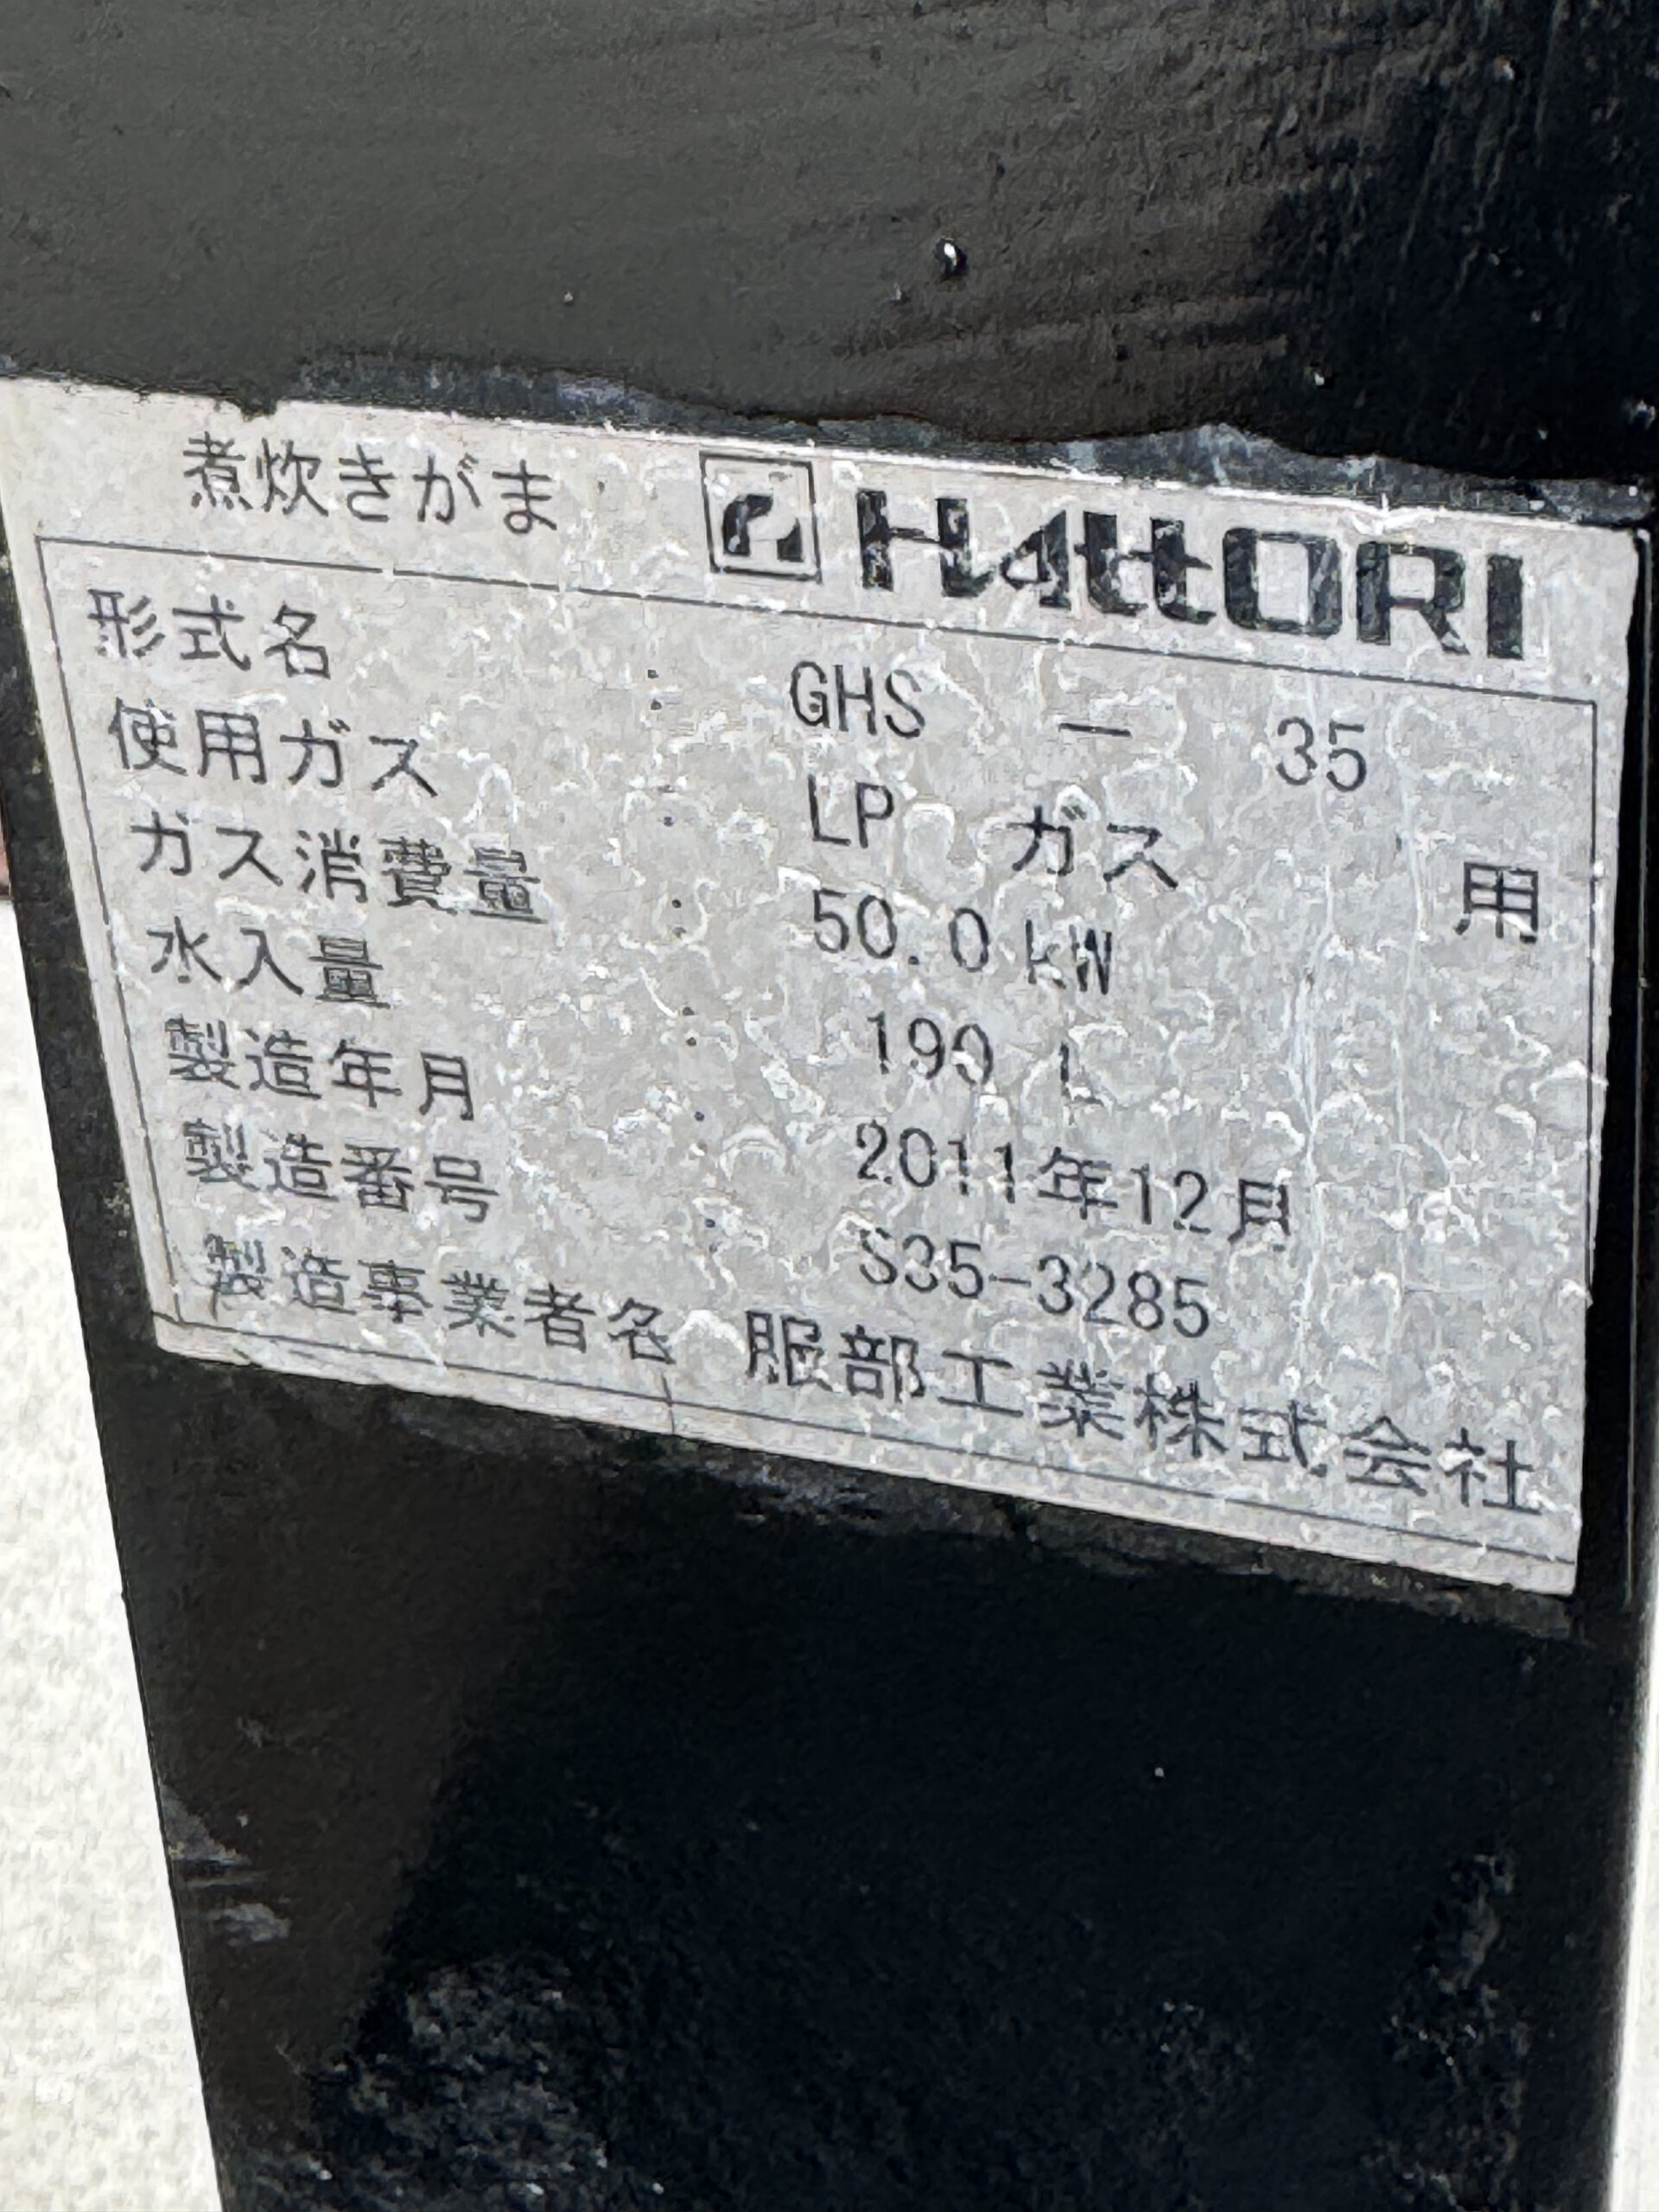 煮炊きがま HAttORI
形式名 : GHS － 35
使用ガス : LP ガス 用
ガス消費量 : 50.0 kW
水入量 : 190 L
製造年月 : 2011年12月
製造番号 : S35-3285
製造事業者名 服部工業株式会社